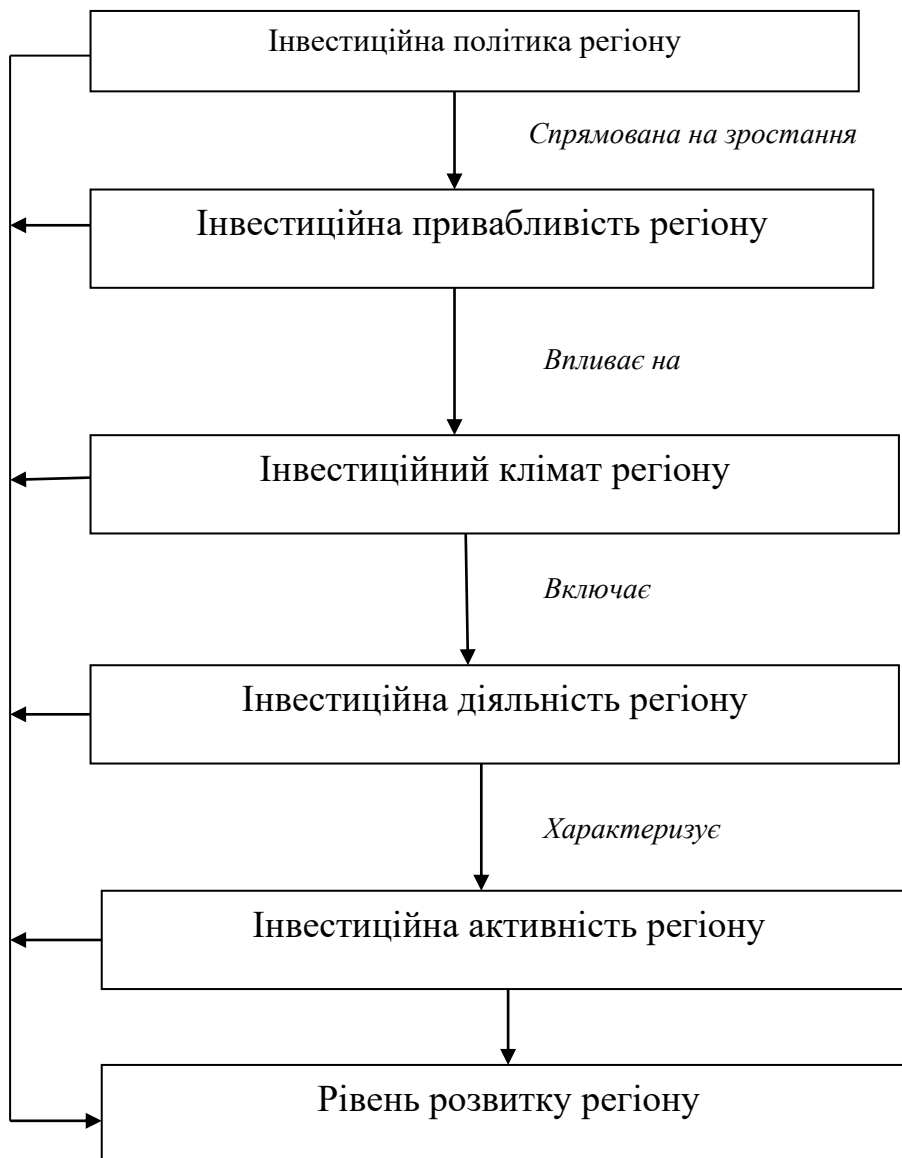 Інвестиційна політика регіону
Спрямована на зростання
Інвестиційна привабливість регіону
Впливає на
Інвестиційний клімат регіону
Включає
Інвестиційна діяльність регіону
Характеризує
Інвестиційна активність регіону
Рівень розвитку регіону